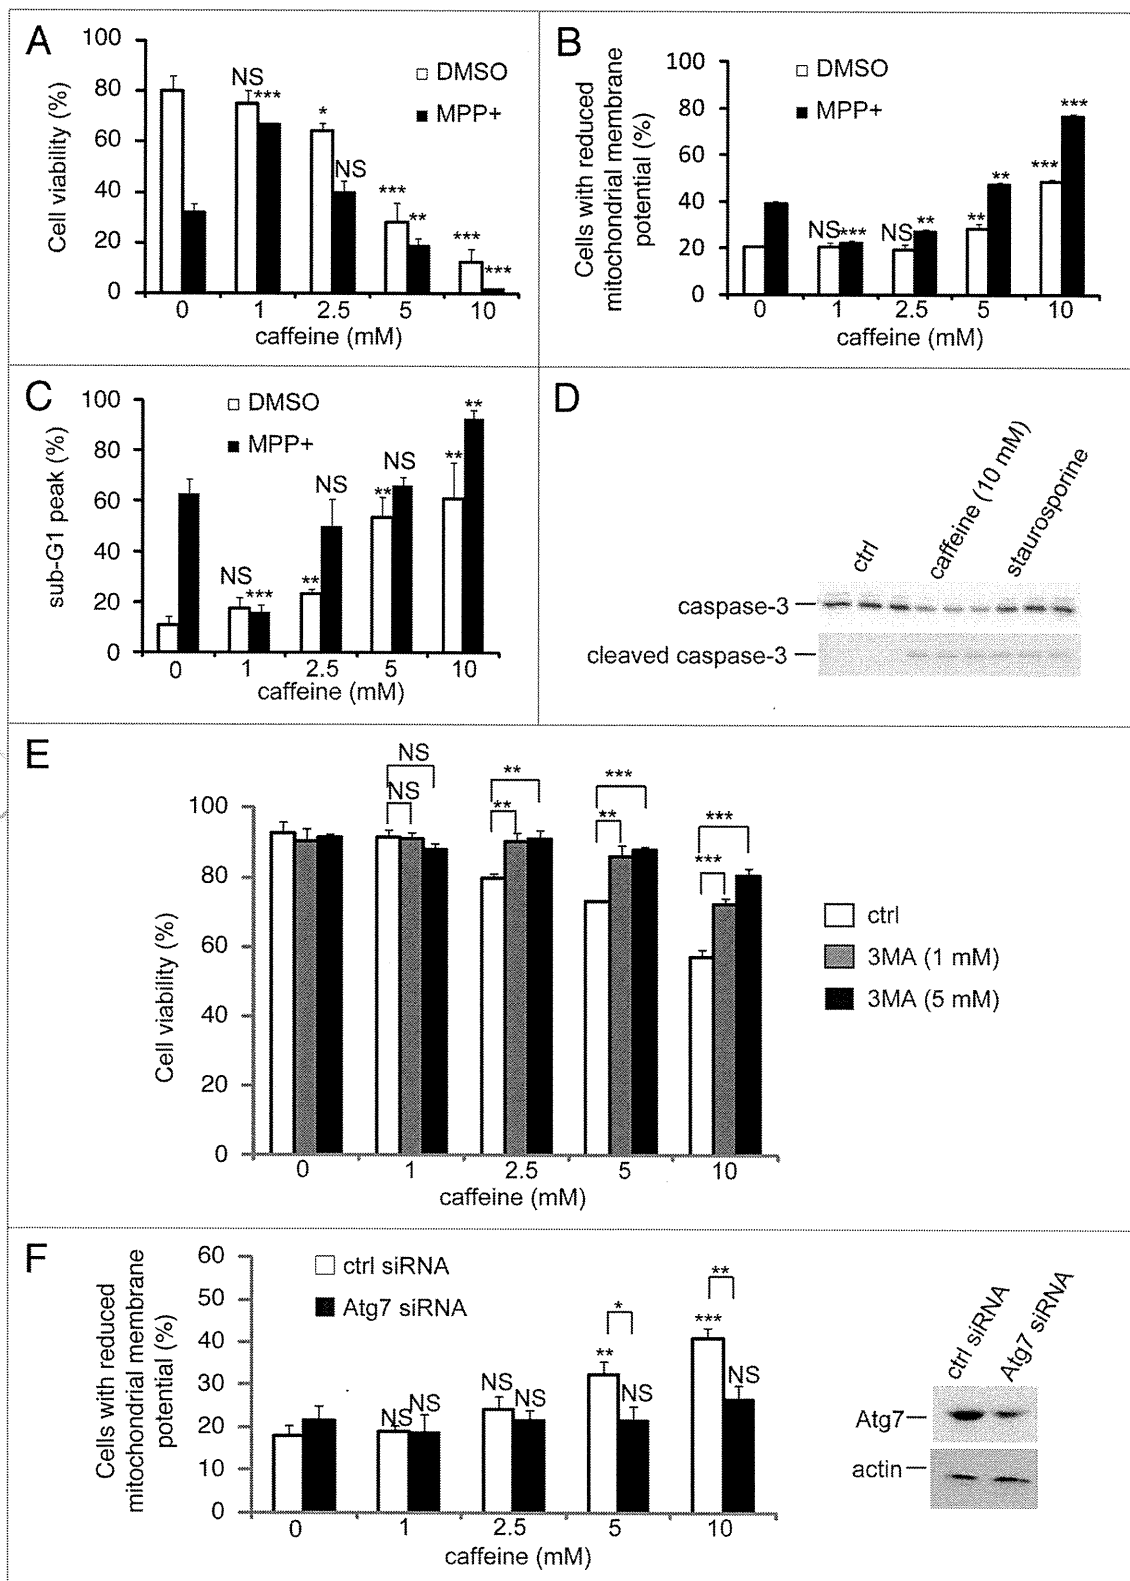 A
Cell viability (%)
100
80
60
40
20
0
NS
***
*
NS
***
**
***
***
DMSO
MPP+
0 1 2.5 5 10
caffeine (mM)
B
Cells with reduced
mitochondrial membrane
potential (%)
100
80
60
40
20
0
DMSO
MPP+
NS
***
NS
**
**
**
***
***
0 1 2.5 5 10
caffeine (mM)
C
sub-G1 peak (%)
100
80
60
40
20
0
DMSO
MPP+
NS
***
**
NS
**
NS
**
**
0 1 2.5 5 10
caffeine (mM)
D
ctrl
caffeine (10 mM)
staurosporine
caspase-3
cleaved caspase-3
E
Cell viability (%)
100
80
60
40
20
0
NS
NS
**
**
***
**
***
***
ctrl
3MA (1 mM)
3MA (5 mM)
0 1 2.5 5 10
caffeine (mM)
F
Cells with reduced
mitochondrial membrane
potential (%)
60
50
40
30
20
10
0
ctrl siRNA
Atg7 siRNA
NS
NS
NS
NS
*
**
NS
**
***
NS
0 1 2.5 5 10
caffeine (mM)
ctrl siRNA
Atg7 siRNA
Atg7
actin